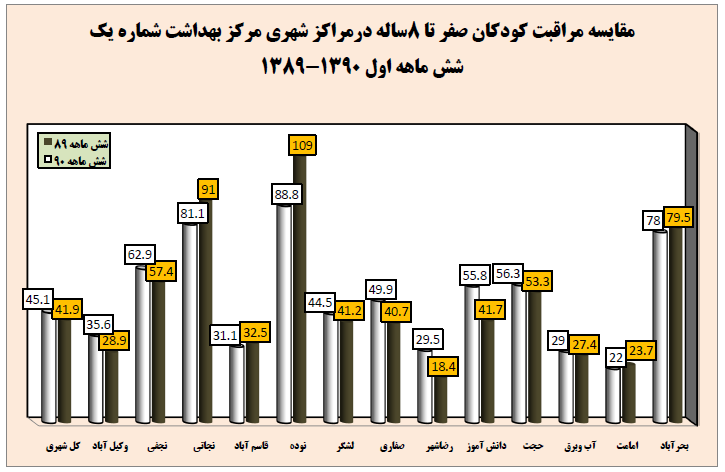 مقایسه مراقبت کودکان صفر تا ۸ساله درمراکز شهری مرکز بهداشت شماره یک
شش ماهه اول ۱۳۹۰-۱۳۸۹
شش ماهه ۸۹
شش ماهه ۹۰
45.1 41.9 35.6 28.9 62.9 57.4 81.1 91 31.1 32.5 88.8 109 44.5 41.2 49.9 40.7 29.5 18.4 55.8 41.7 56.3 53.3 29 27.4 22 23.7 78 79.5
کل شهری
وکیل آباد
نجفی
نجاتی
قاسم آباد
نوده
لشگر
صفاری
رضاشهر
دانش آموز
حجت
آب وبرق
امامت
بحرآباد